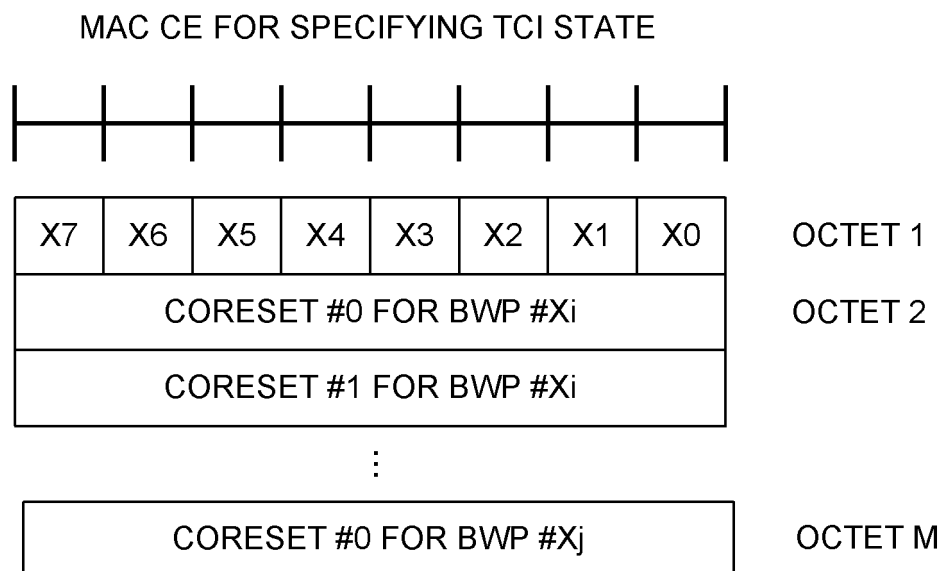 MAC CE FOR SPECIFYING TCI STATE
X7 X6 X5 X4 X3 X2 X1 X0 OCTET 1
CORESET #0 FOR BWP #Xi OCTET 2
CORESET #1 FOR BWP #Xi
⋮
CORESET #0 FOR BWP #Xj OCTET M